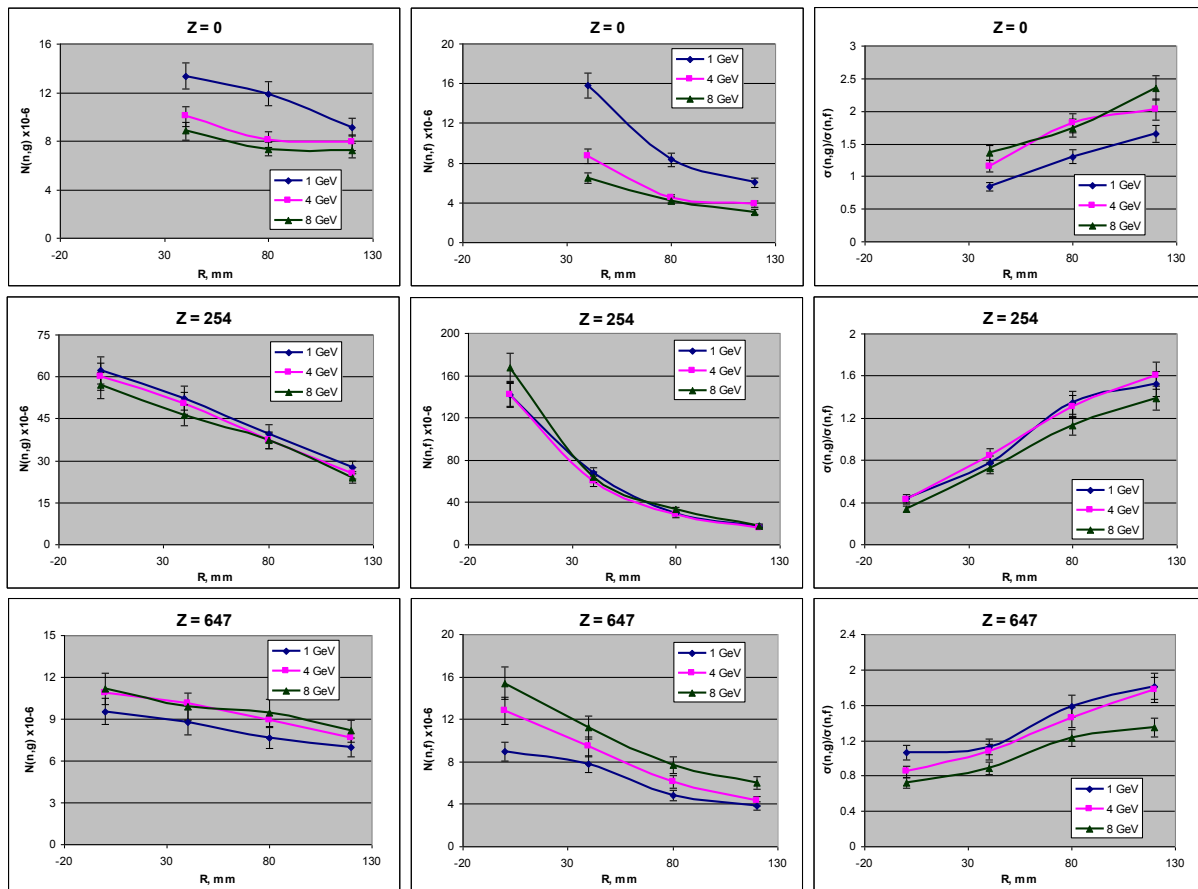 Z = 0
N(n,g) x10-6
16
12
8
4
0
1 GeV
4 GeV
8 GeV
-20 30 80 130
R, mm
Z = 0
N(n,f) x10-6
20
16
12
8
4
0
1 GeV
4 GeV
8 GeV
-20 30 80 130
R, mm
Z = 0
σ(n,g)/σ(n,f)
3
2.5
2
1.5
1
0.5
0
1 GeV
4 GeV
8 GeV
-20 30 80 130
R, mm
Z = 254
N(n,g) x10-6
75
60
45
30
15
0
1 GeV
4 GeV
8 GeV
-20 30 80 130
R, mm
Z = 254
N(n,f) x10-6
200
160
120
80
40
0
1 GeV
4 GeV
8 GeV
-20 30 80 130
R, mm
Z = 254
σ(n,g)/σ(n,f)
2
1.6
1.2
0.8
0.4
0
1 GeV
4 GeV
8 GeV
-20 30 80 130
R, mm
Z = 647
N(n,g) x10-6
15
12
9
6
3
0
1 GeV
4 GeV
8 GeV
-20 30 80 130
R, mm
Z = 647
N(n,f) x10-6
20
16
12
8
4
0
1 GeV
4 GeV
8 GeV
-20 30 80 130
R, mm
Z = 647
σ(n,g)/σ(n,f)
2.4
2
1.6
1.2
0.8
0.4
0
1 GeV
4 GeV
8 GeV
-20 30 80 130
R, mm